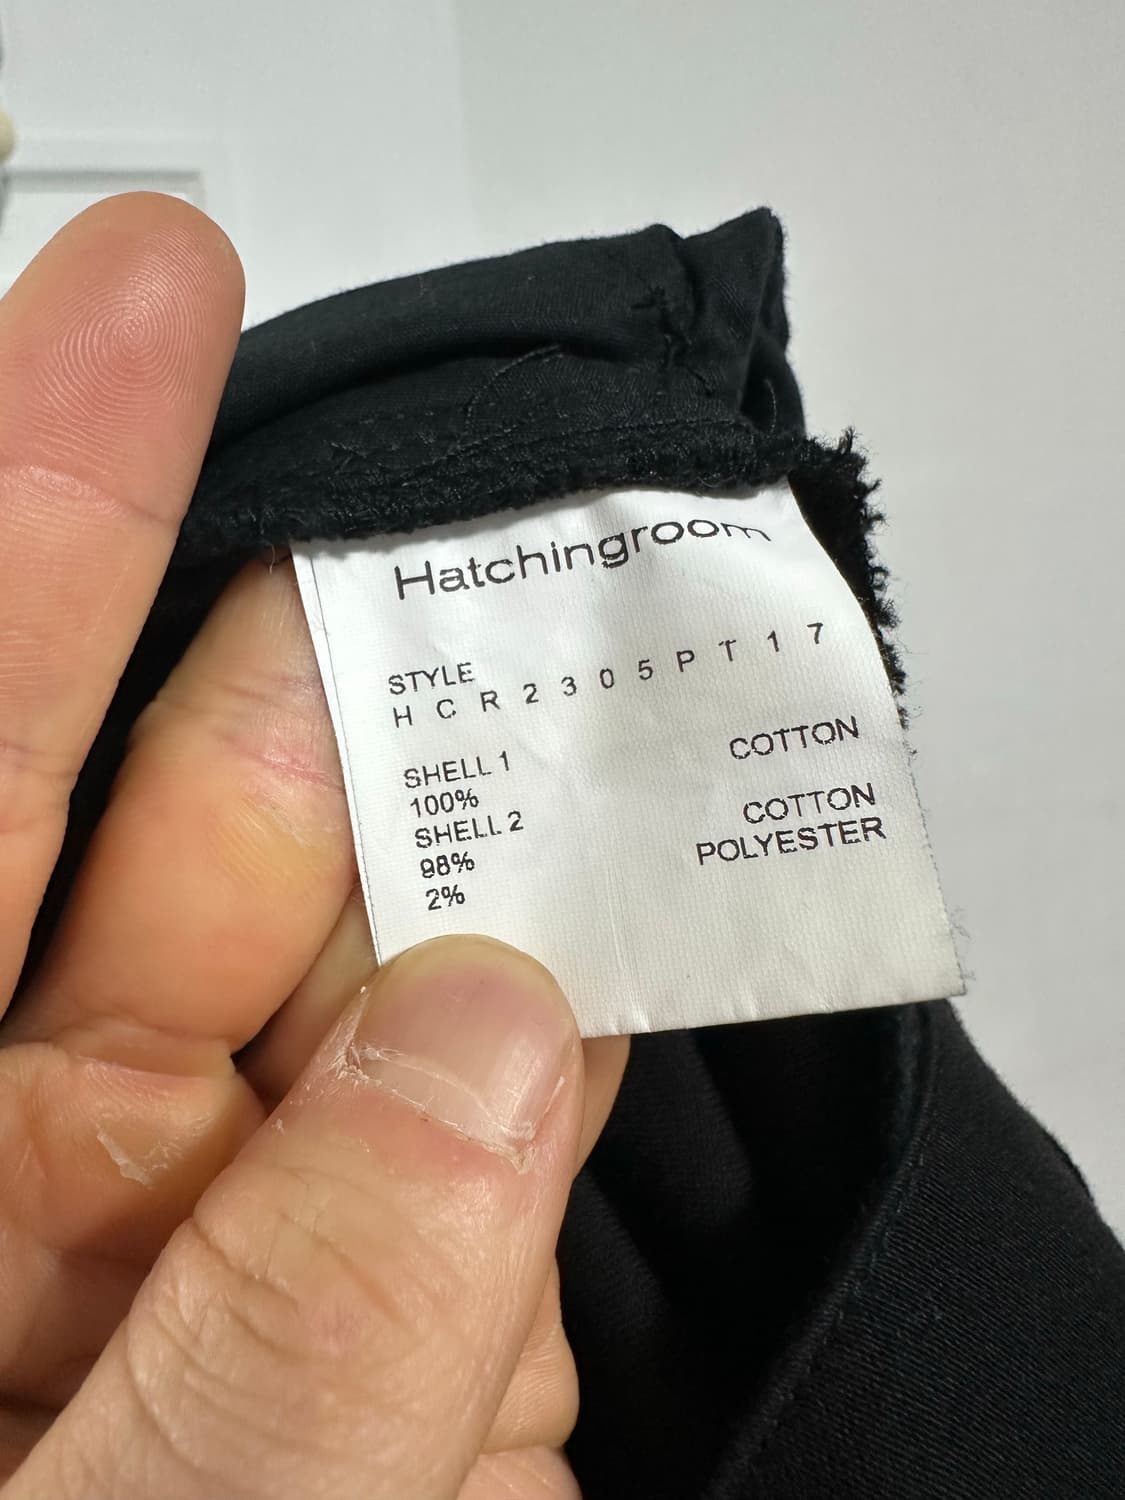 Hatchingroom
STYLE
H C R 2 3 0 5 P T 1 7
SHELL 1
100% COTTON
SHELL 2
98% COTTON
2% POLYESTER